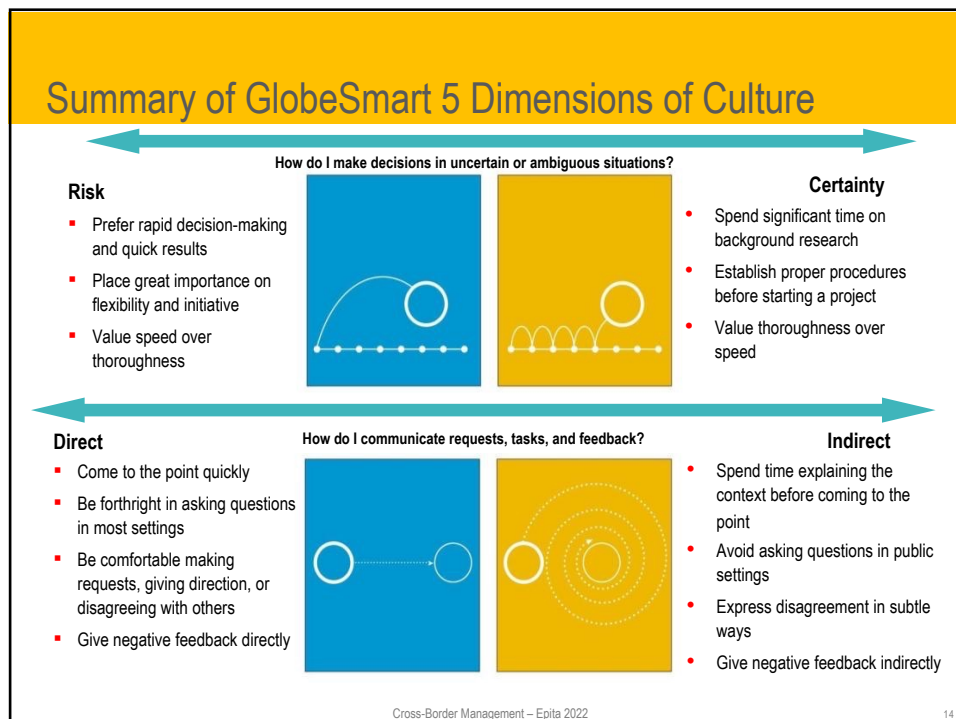 Summary of GlobeSmart 5 Dimensions of Culture
How do I make decisions in uncertain or ambiguous situations?
Risk
▪ Prefer rapid decision-making
and quick results
▪ Place great importance on
flexibility and initiative
▪ Value speed over
thoroughness
Certainty
• Spend significant time on
background research
• Establish proper procedures
before starting a project
• Value thoroughness over
speed
How do I communicate requests, tasks, and feedback?
Direct
▪ Come to the point quickly
▪ Be forthright in asking questions
in most settings
▪ Be comfortable making
requests, giving direction, or
disagreeing with others
▪ Give negative feedback directly
Indirect
• Spend time explaining the
context before coming to the
point
• Avoid asking questions in public
settings
• Express disagreement in subtle
ways
• Give negative feedback indirectly
Cross-Border Management – Epita 2022
14